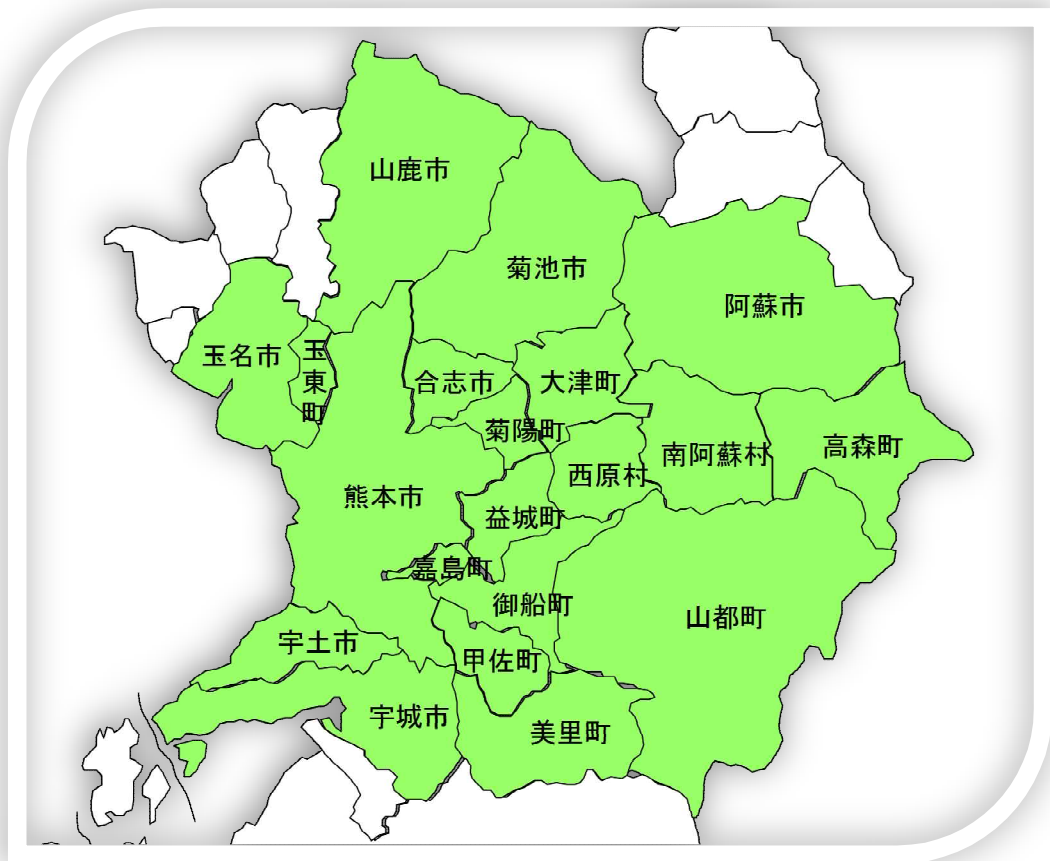 山鹿市
菊池市
阿蘇市
玉名市
玉東町
合志市
大津町
菊陽町
高森町
南阿蘇村
西原村
熊本市
益城町
嘉島町
御船町
山都町
宇土市
甲佐町
宇城市
美里町